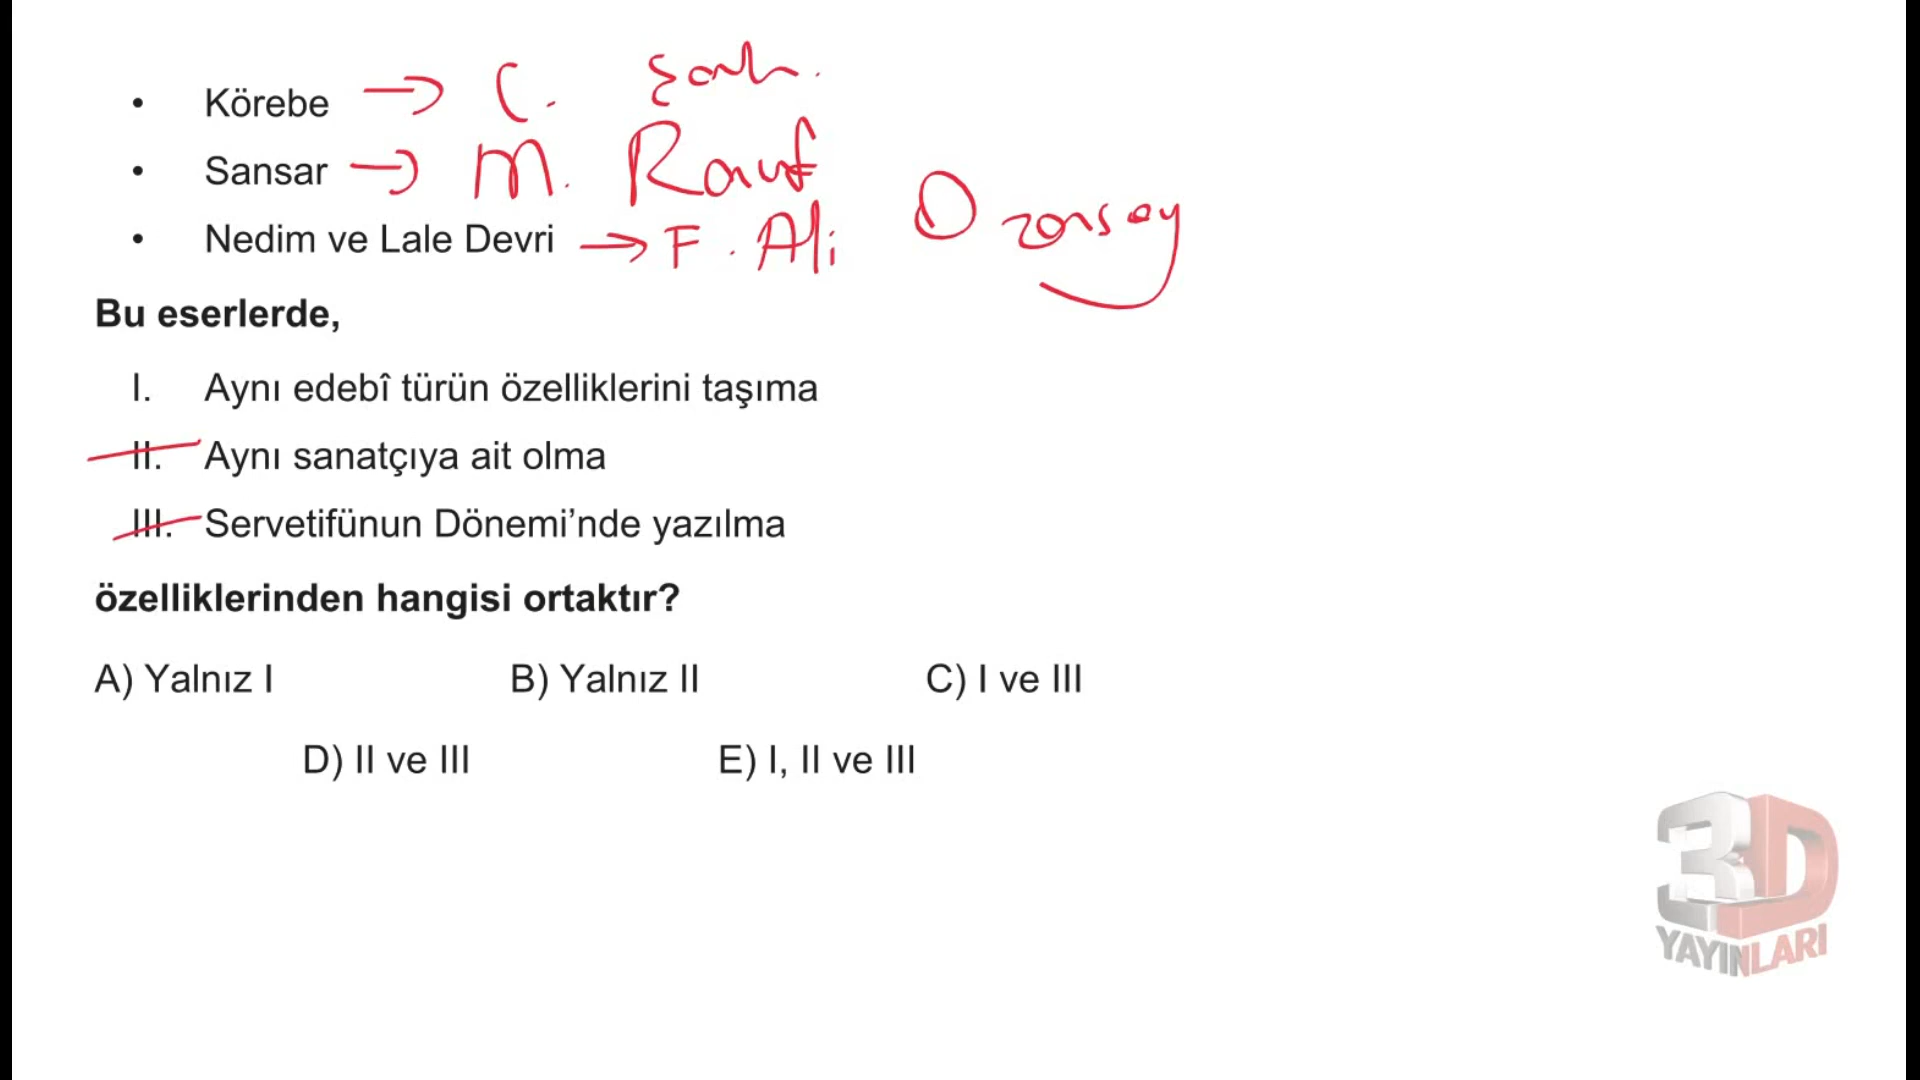 • Körebe → C. Şah.
• Sansar → M. Rauf
• Nedim ve Lale Devri → F. Ali Ozansoy
Bu eserlerde,
I. Aynı edebî türün özelliklerini taşıma
II. Aynı sanatçıya ait olma
III. Servetifünun Dönemi’nde yazılma
özelliklerinden hangisi ortaktır?
A) Yalnız I B) Yalnız II C) I ve III
D) II ve III E) I, II ve III
3D
YAYINLARI